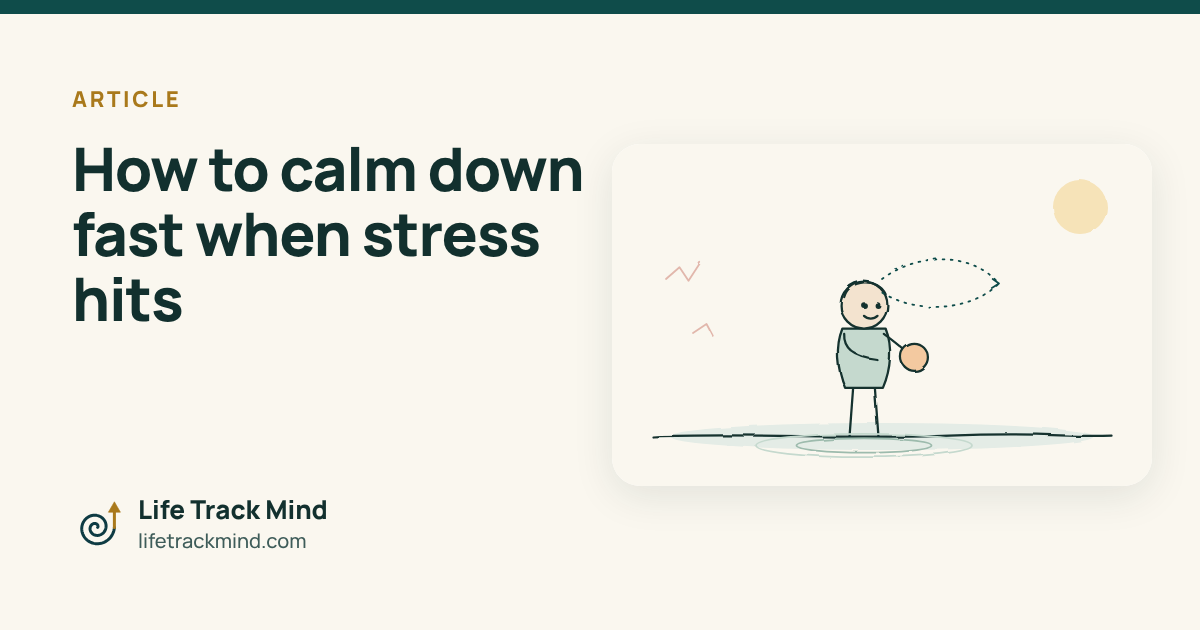 ARTICLE
How to calm down
fast when stress
hits
Life Track Mind
lifetrackmind.com